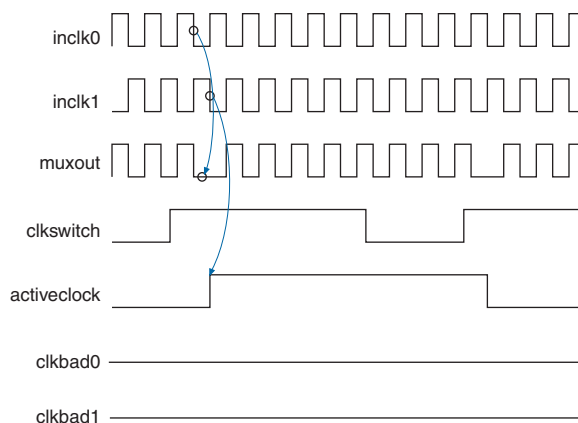 inclk0
inclk1
muxout
clkswitch
activeclock
clkbad0
clkbad1